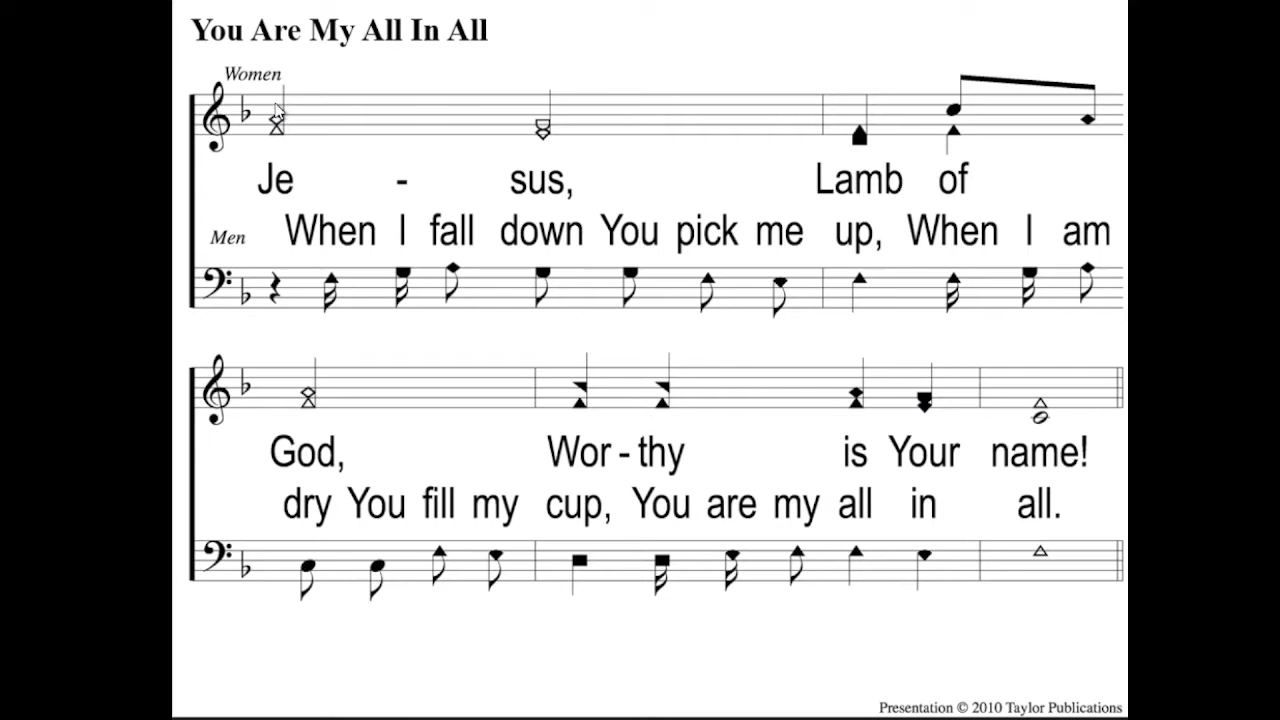 You Are My All In All
Women
Je - sus, Lamb of
Men When I fall down You pick me up, When I am
God, Wor - thy is Your name!
dry You fill my cup, You are my all in all.
Presentation © 2010 Taylor Publications